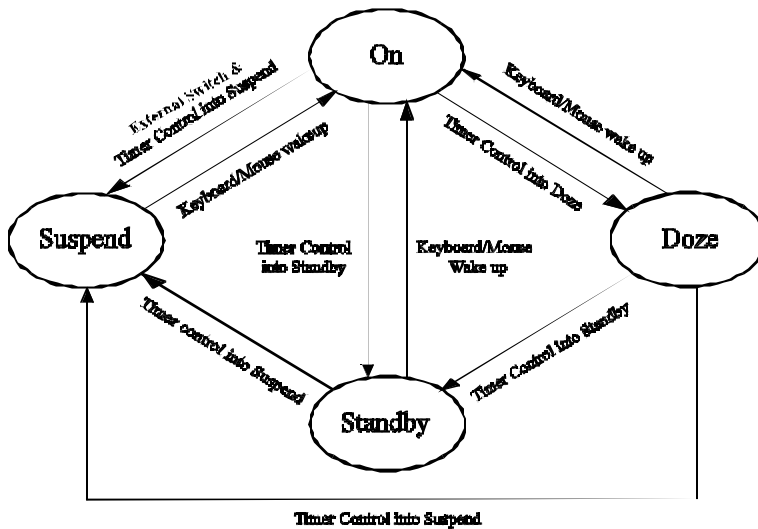 On
External Switch &
Timer Control into Suspend
Keyboard/Mouse wakeup
Keyboard/Mouse wake up
Timer Control into Doze
Suspend
Doze
Timer Control
into Standby
Keyboard/Mouse
Wake up
Timer control into Suspend
Timer Control into Standby
Standby
Timer Control into Suspend